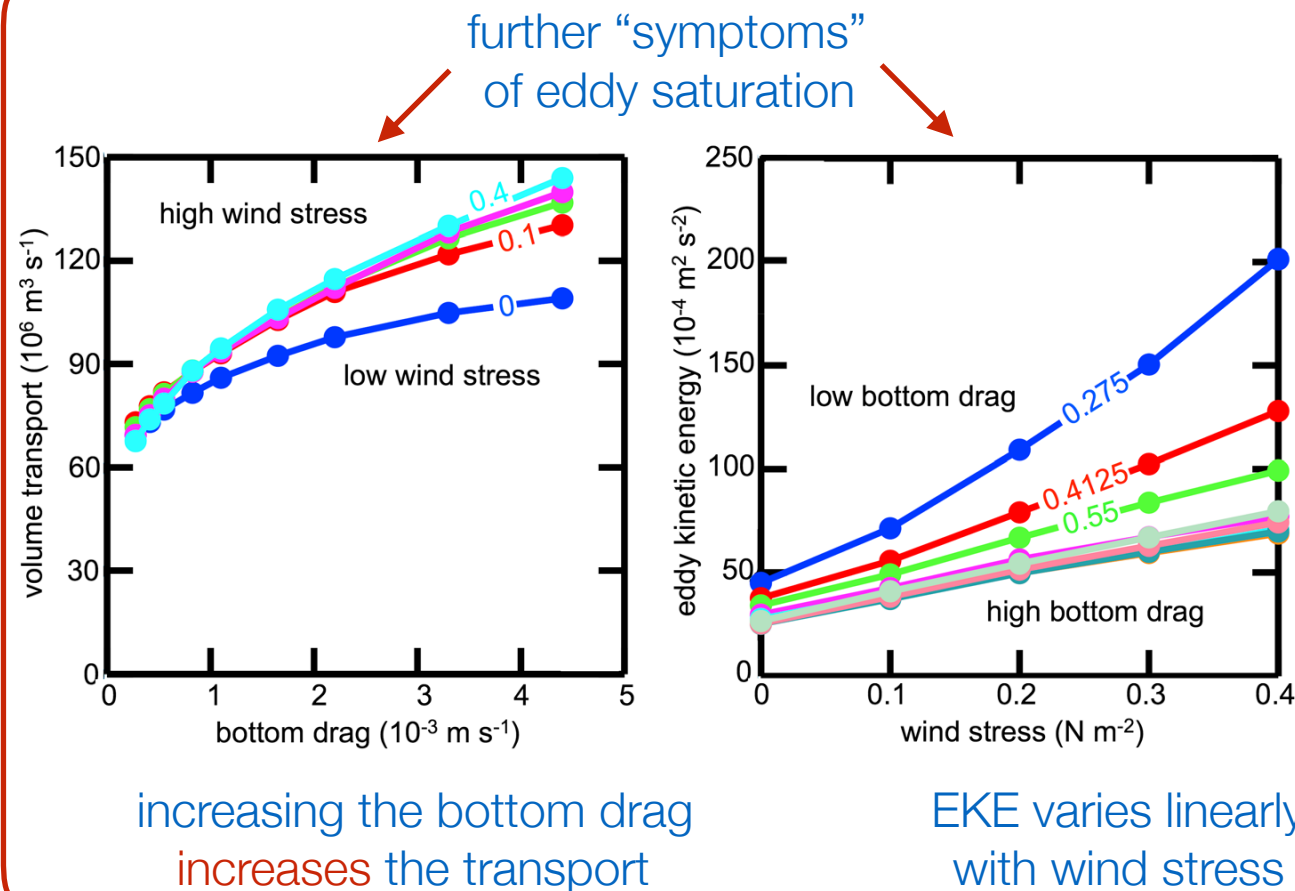 further “symptoms”
of eddy saturation
150
120
90
60
30
0
volume transport (10⁶ m³ s⁻¹)
high wind stress
0.4
0.1
0
low wind stress
0 1 2 3 4 5
bottom drag (10⁻³ m s⁻¹)
250
200
150
100
50
0
eddy kinetic energy (10⁻⁴ m² s⁻²)
low bottom drag
0.275
0.4125
0.55
high bottom drag
0 0.1 0.2 0.3 0.4
wind stress (N m⁻²)
increasing the bottom drag
increases the transport
EKE varies linearly
with wind stress